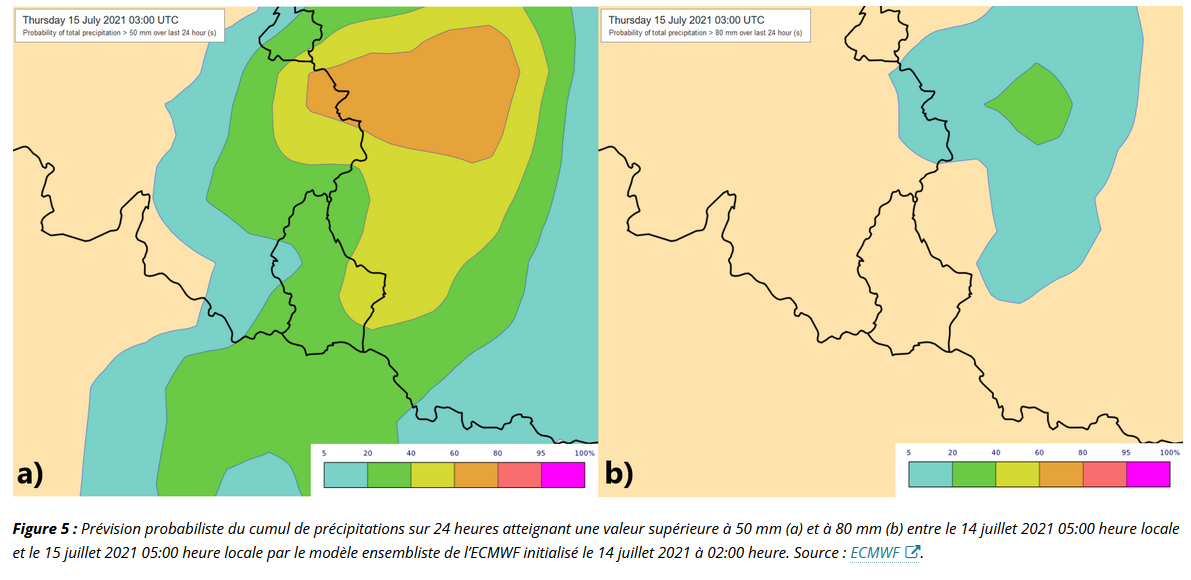 Thursday 15 July 2021 03:00 UTC
Probability of total precipitation > 50 mm over last 24 hour (s)
Thursday 15 July 2021 03:00 UTC
Probability of total precipitation > 80 mm over last 24 hour (s)
a)
5 20 40 60 80 95 100%
b)
5 20 40 60 80 95 100%
Figure 5 : Prévision probabiliste du cumul de précipitations sur 24 heures atteignant une valeur supérieure à 50 mm (a) et à 80 mm (b) entre le 14 juillet 2021 05:00 heure locale
et le 15 juillet 2021 05:00 heure locale par le modèle ensembliste de l’ECMWF initialisé le 14 juillet 2021 à 02:00 heure. Source : ECMWF.